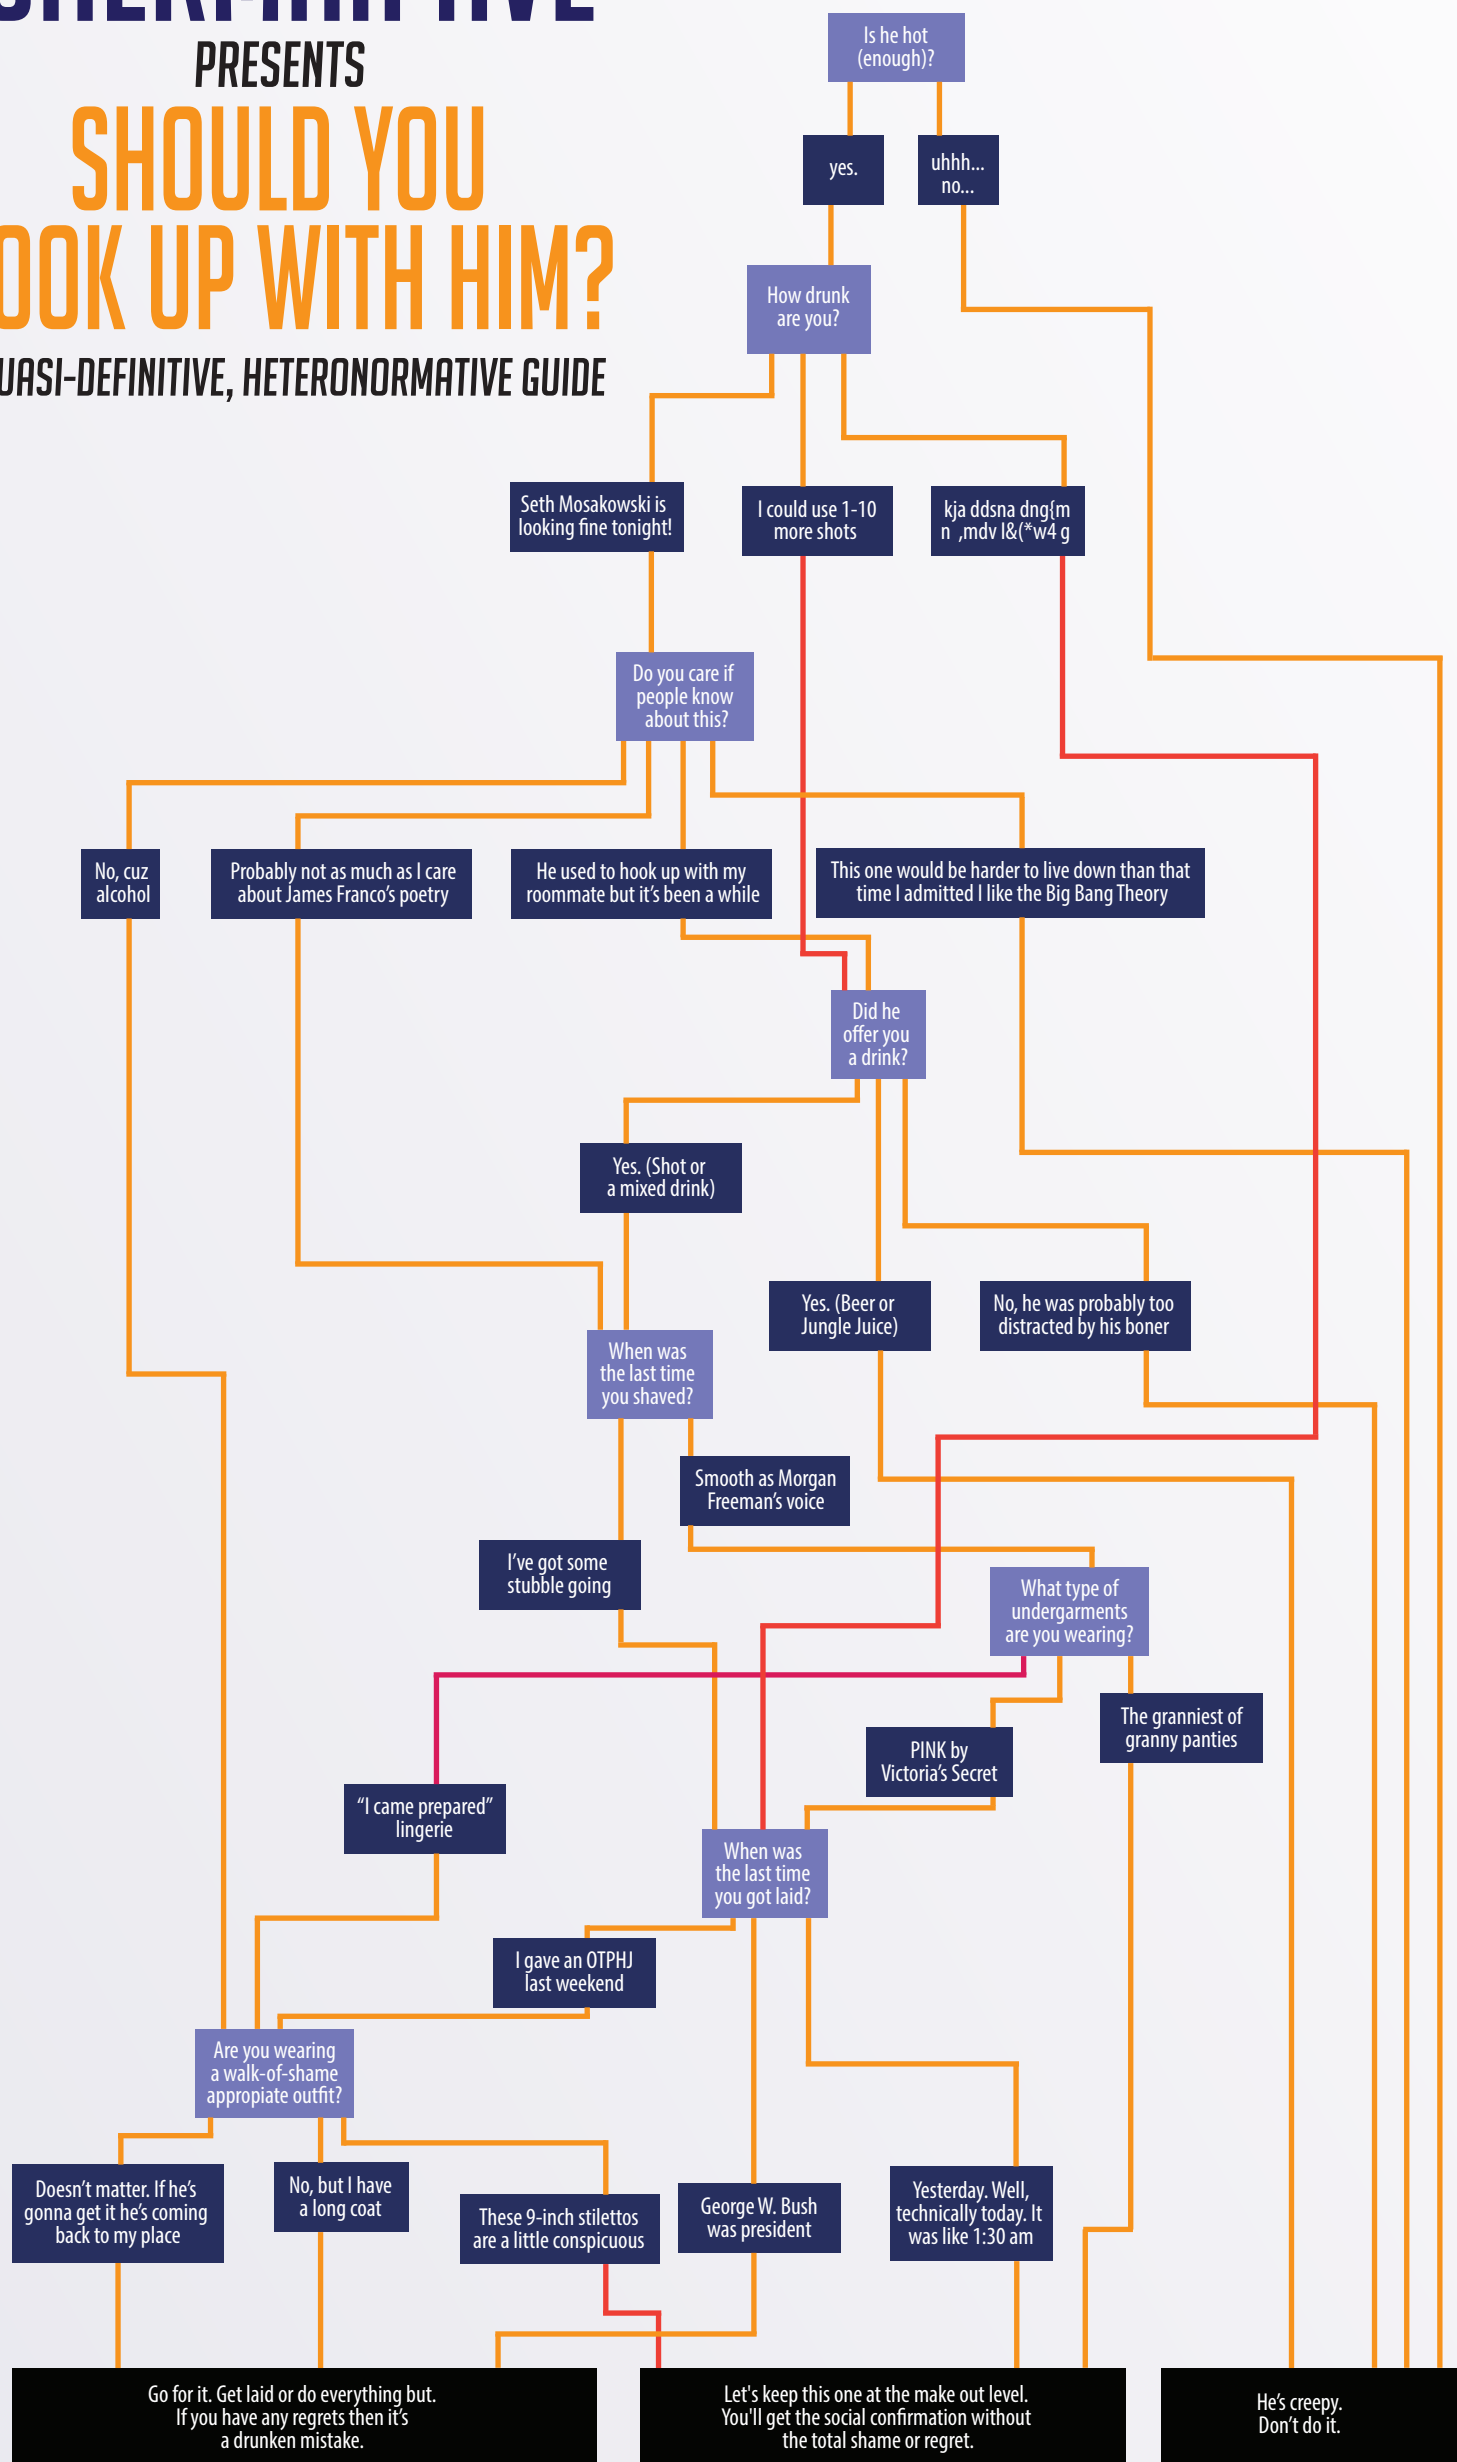 PRESENTS
SHOULD YOU
OOK UP WITH HIM?
UASI-DEFINITIVE, HETERONORMATIVE GUIDE
Is he hot
(enough)?
yes.
uhhh...
no...
How drunk
are you?
Seth Mosakowski is
looking fine tonight!
I could use 1-10
more shots
kja ddsna dng{m
n ,mdv I&(*w4 g
Do you care if
people know
about this?
No, cuz
alcohol
Probably not as much as I care
about James Franco’s poetry
He used to hook up with my
roommate but it’s been a while
This one would be harder to live down than that
time I admitted I like the Big Bang Theory
Did he
offer you
a drink?
Yes. (Shot or
a mixed drink)
Yes. (Beer or
Jungle Juice)
No, he was probably too
distracted by his boner
When was
the last time
you shaved?
Smooth as Morgan
Freeman’s voice
I’ve got some
stubble going
What type of
undergarments
are you wearing?
The granniest of
granny panties
PINK by
Victoria’s Secret
“I came prepared”
lingerie
When was
the last time
you got laid?
I gave an OTPHJ
last weekend
Are you wearing
a walk-of-shame
appropiate outfit?
Doesn’t matter. If he’s
gonna get it he’s coming
back to my place
No, but I have
a long coat
These 9-inch stilettos
are a little conspicuous
George W. Bush
was president
Yesterday. Well,
technically today. It
was like 1:30 am
Go for it. Get laid or do everything but.
If you have any regrets then it’s
a drunken mistake.
Let's keep this one at the make out level.
You'll get the social confirmation without
the total shame or regret.
He’s creepy.
Don’t do it.